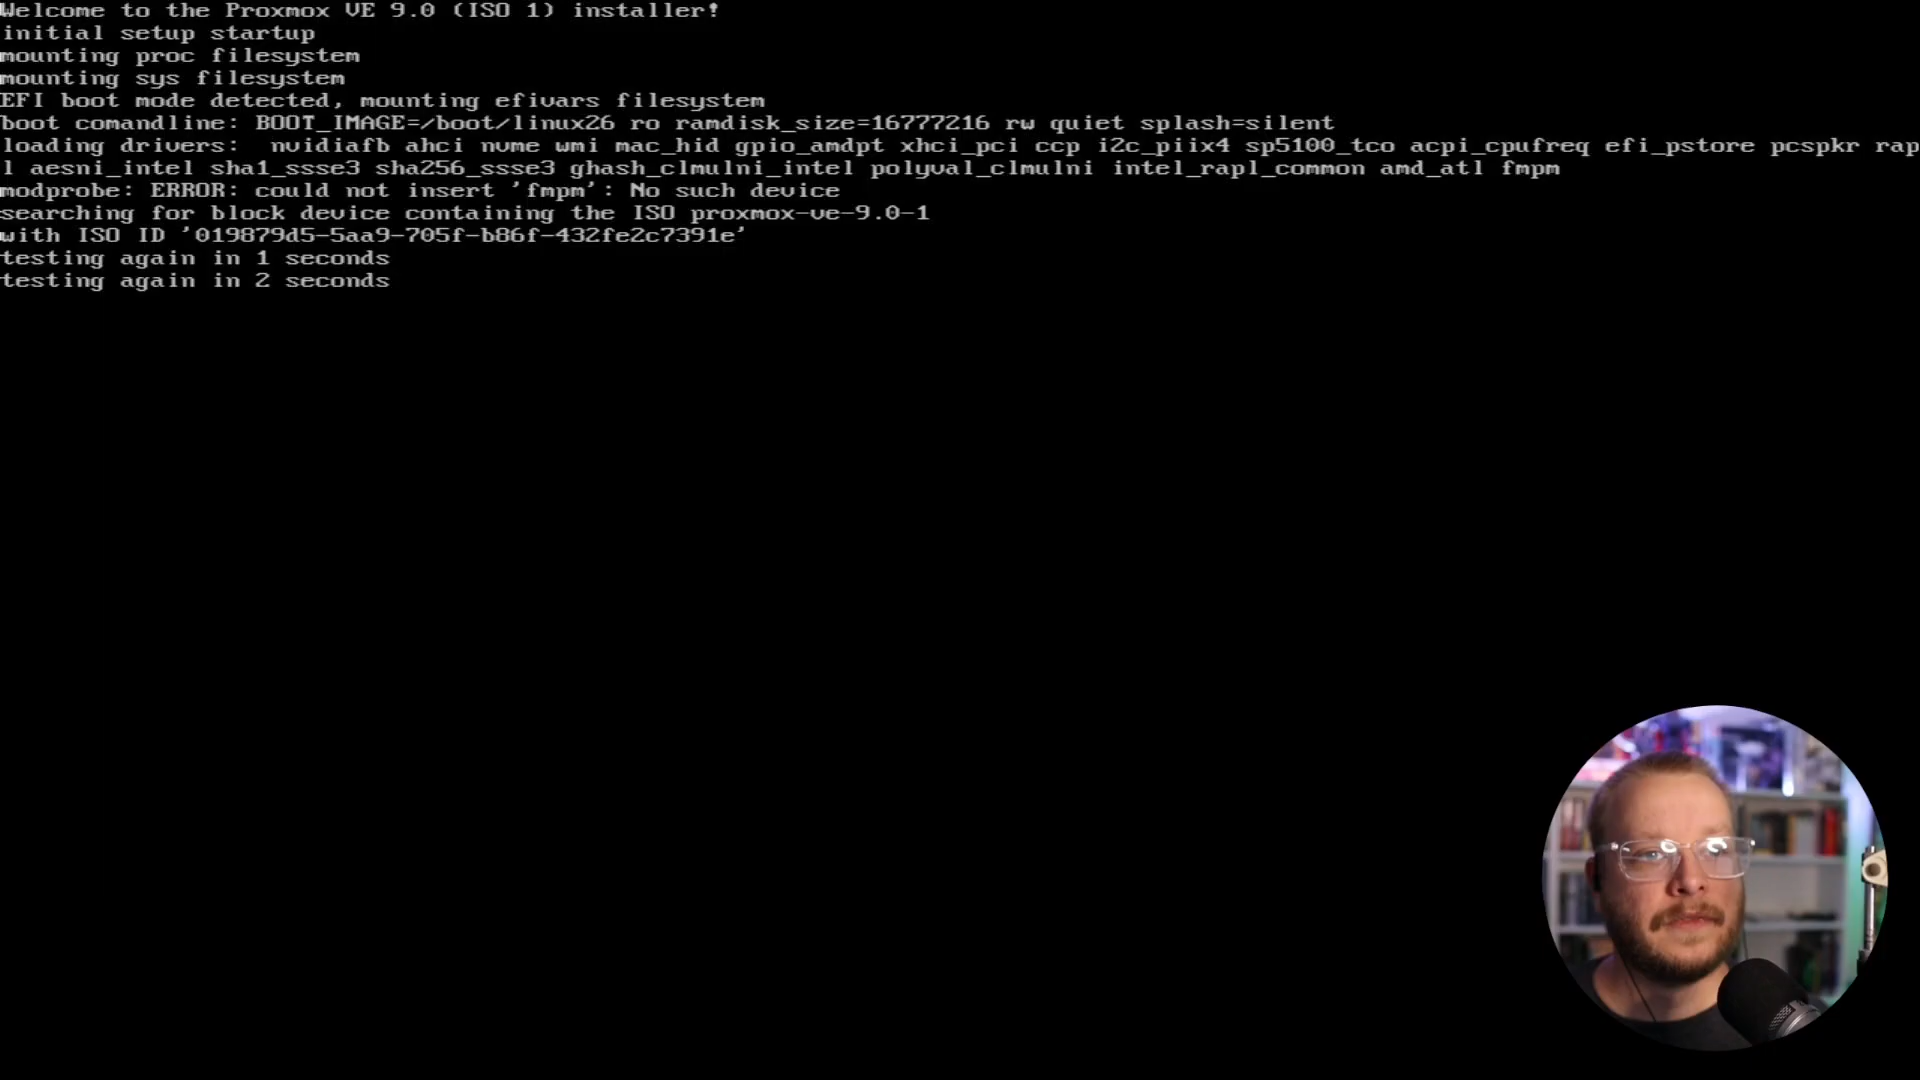 Welcome to the Proxmox VE 9.0 (ISO 1) installer!
initial setup startup
mounting proc filesystem
mounting sys filesystem
EFI boot mode detected, mounting efivars filesystem
boot comandline: BOOT_IMAGE=/boot/linux26 ro ramdisk_size=16777216 rw quiet splash=silent
loading drivers:  nvidiafb ahci nvme wmi mac_hid gpio_amdpt xhci_pci ccp i2c_piix4 sp5100_tco acpi_cpufreq efi_pstore pcspkr rap
l aesni_intel sha1_ssse3 sha256_ssse3 ghash_clmulni_intel polyval_clmulni intel_rapl_common amd_atl fmpm
modprobe: ERROR: could not insert 'fmpm': No such device
searching for block device containing the ISO proxmox-ve-9.0-1
with ISO ID '019879d5-5aa9-705f-b86f-432fe2c7391e'
testing again in 1 seconds
testing again in 2 seconds